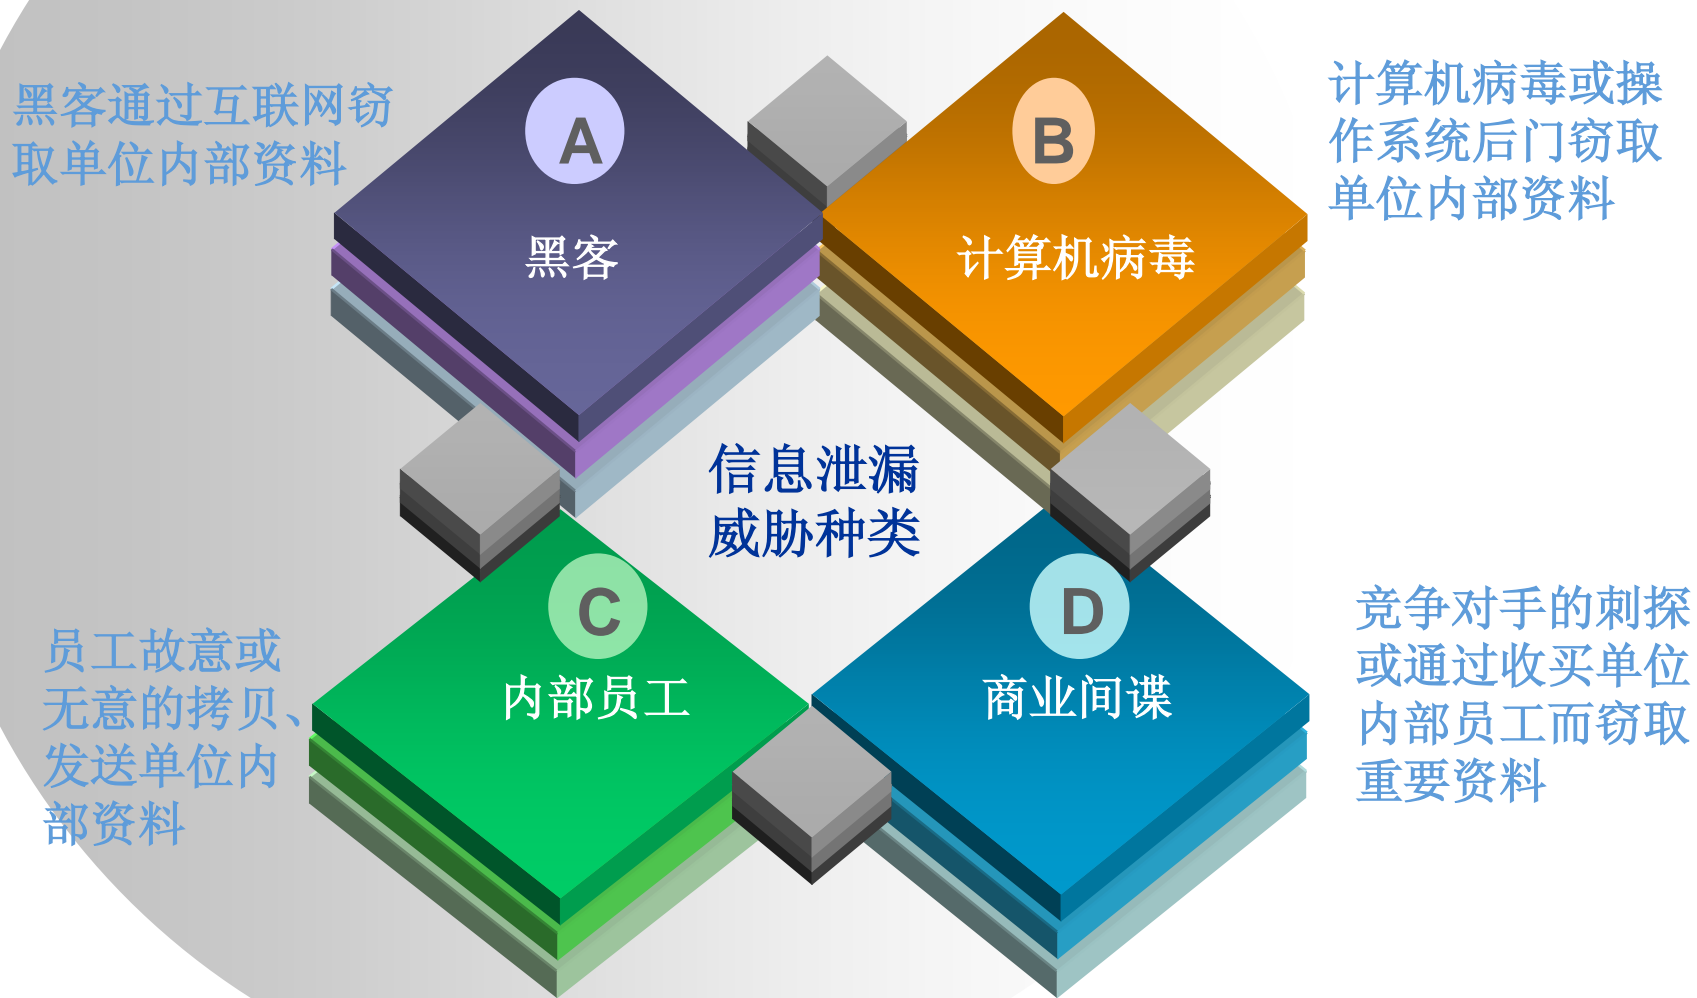 黑客通过互联网窃
取单位内部资料
A
黑客
B
计算机病毒
计算机病毒或操
作系统后门窃取
单位内部资料
信息泄漏
威胁种类
员工故意或
无意的拷贝、
发送单位内
部资料
C
内部员工
D
商业间谍
竞争对手的刺探
或通过收买单位
内部员工而窃取
重要资料